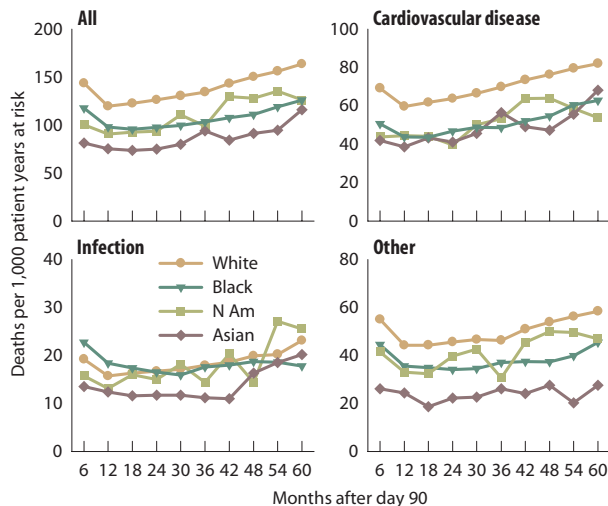 All
Cardiovascular disease
200
150
100
50
0
100
80
60
40
20
0
Deaths per 1,000 patient years at risk
Infection
Other
40
30
20
10
0
White
Black
N Am
Asian
80
60
40
20
0
6 12 18 24 30 36 42 48 54 60
6 12 18 24 30 36 42 48 54 60
Months after day 90